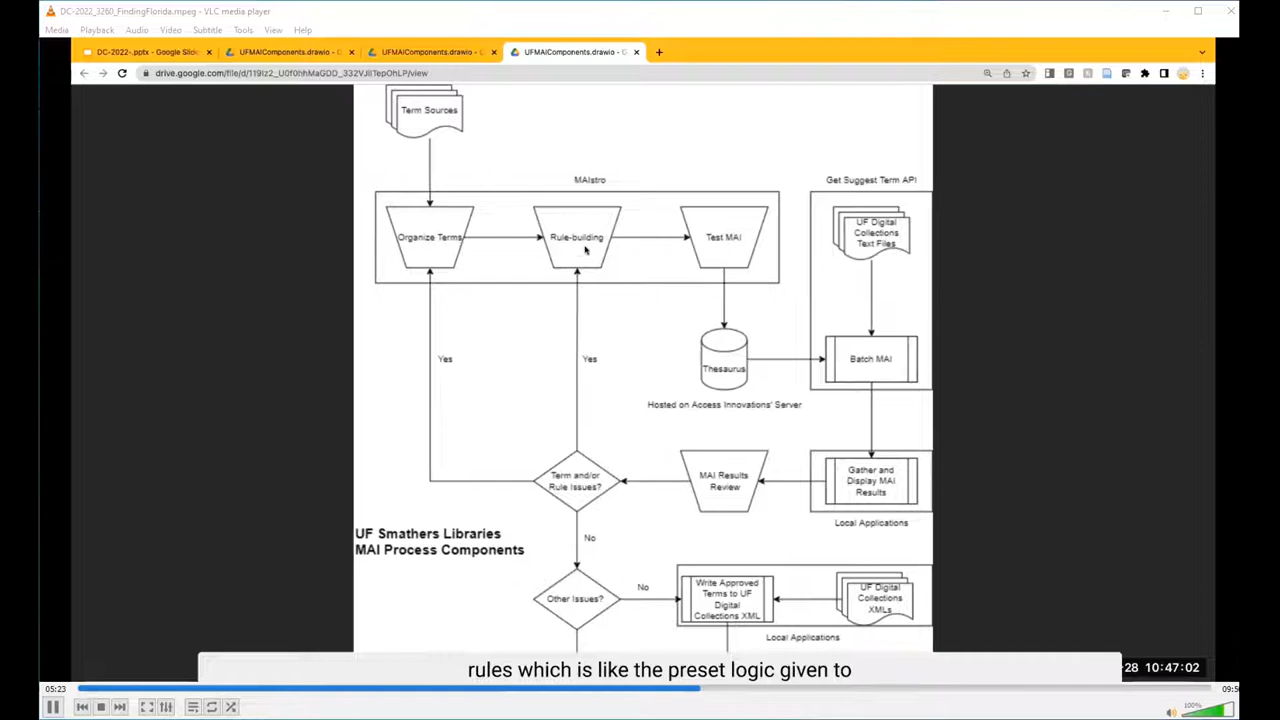 DC-2022_3260_FindingFlorida.mpeg - VLC media player
Media Playback Audio Video Subtitle Tools View Help
DC-2022-.pptx - Google Slid
UFMAIComponents.drawio - 
UFMAIComponents.drawio - 
UFMAIComponents.drawio - G
Term Sources
MAIstro
Get Suggest Term API
Organize Terms
Rule-building
Test MAI
UF Digital
Collections
Text Files
Yes
Yes
Thesaurus
Batch MAI
Hosted on Access Innovations' Server
Term and/or
Rule Issues?
MAI Results
Review
Gather and
Display MAI
Results
Local Applications
UF Smathers Libraries
MAI Process Components
No
Other Issues?
No
Write Approved
Terms to UF
Digital
Collections XML
UF Digital
Collections
XMLs
Local Applications
rules which is like the preset logic given to
-28 10:47:02
05:23
100%